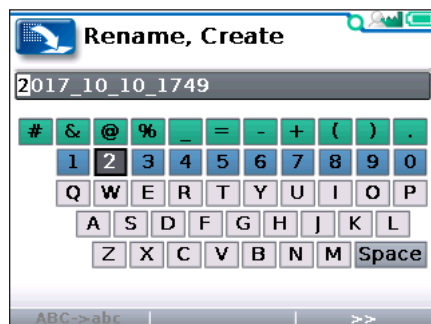 Rename, Create
2017_10_10_1749
# & @ % _ = - + ( ) .
1 2 3 4 5 6 7 8 9 0
Q W E R T Y U I O P
A S D F G H J K L
Z X C V B N M Space
ABC->abc >>